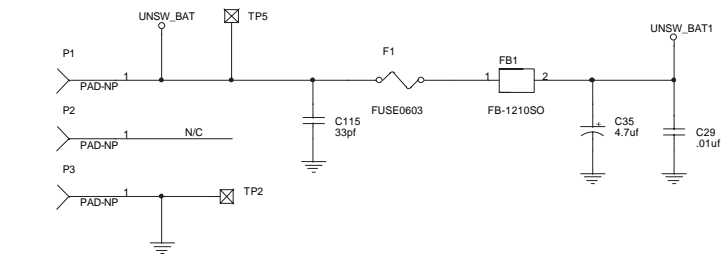 UNSW_BAT
TP5
UNSW_BAT1
P1
F1
FB1
1
PAD-NP
1
2
P2
C115
33pf
FUSE0603
FB-1210SO
+
C35
4.7uf
C29
.01uf
1
N/C
PAD-NP
P3
1
TP2
PAD-NP